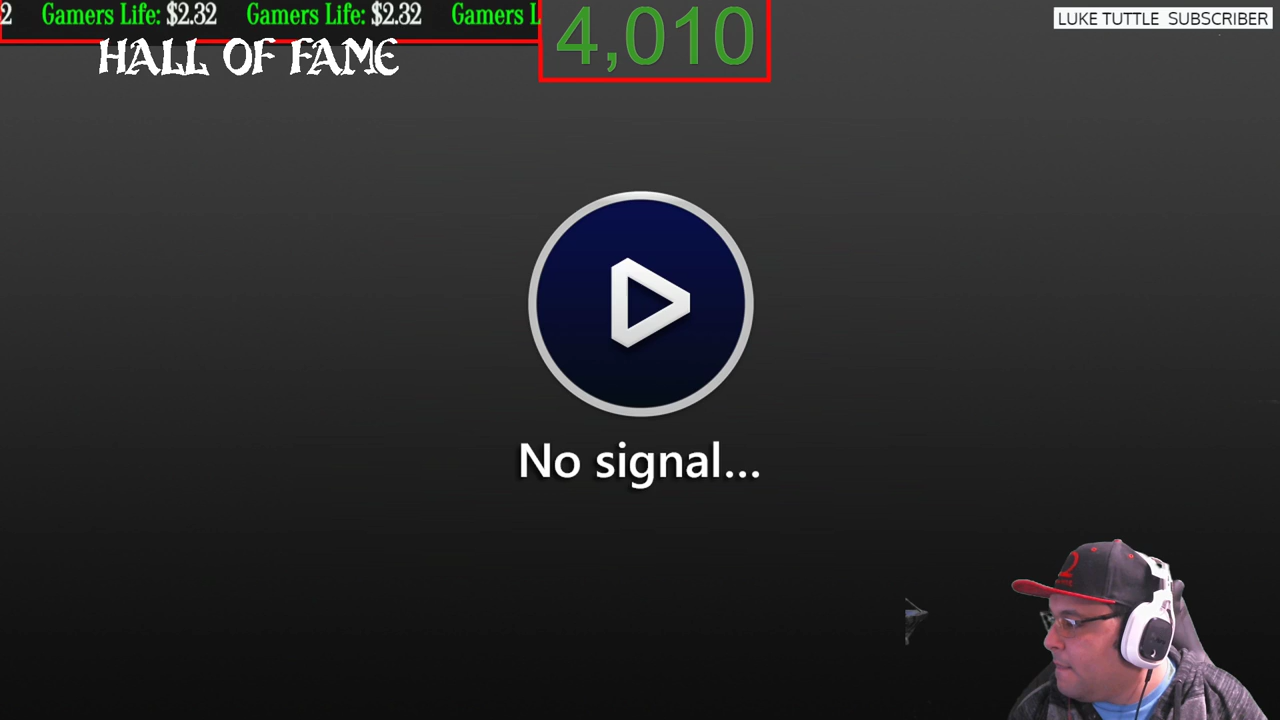 2 Gamers Life: $2.32 Gamers Life: $2.32 Gamers L
HALL OF FAME
4,010
LUKE TUTTLE SUBSCRIBER
No signal...